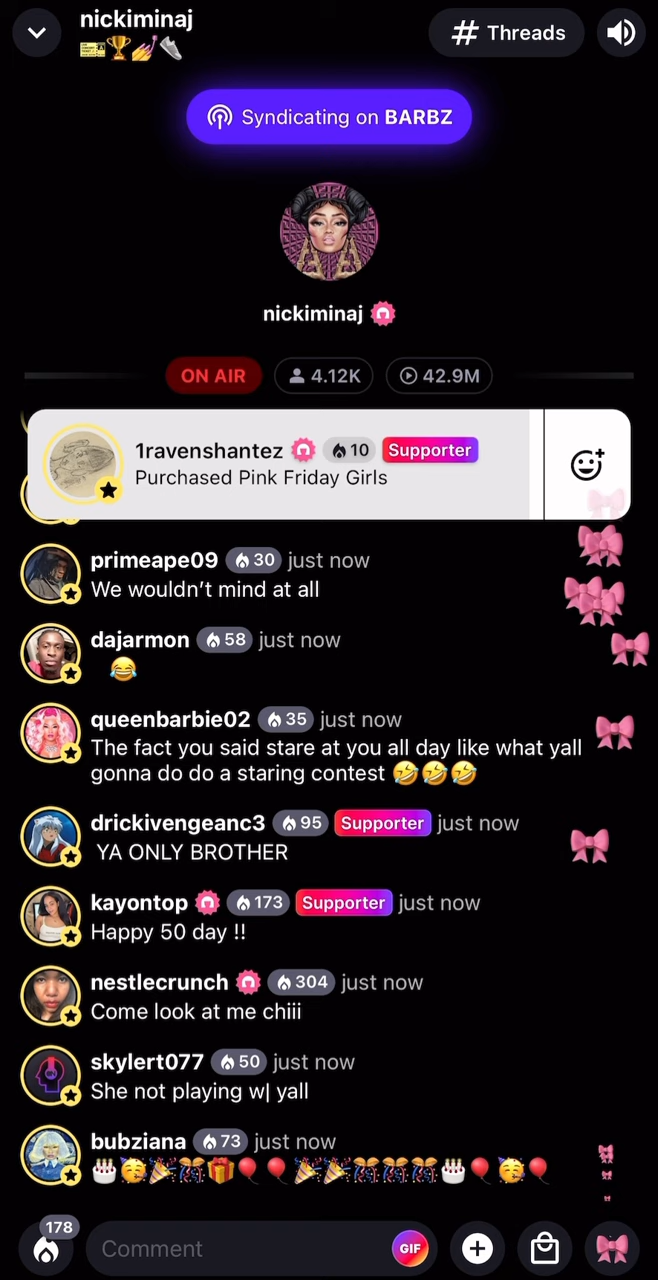 nickiminaj
Threads
🎫🏆💅👟
Syndicating on BARBZ
nickiminaj
ON AIR 4.12K 42.9M
1ravenshantez 10 Supporter
Purchased Pink Friday Girls
primeape09 30 just now
We wouldn’t mind at all
dajarmon 58 just now
😂
queenbarbie02 35 just now
The fact you said stare at you all day like what yall
gonna do do a staring contest 🤣🤣🤣
drickivengeanc3 95 Supporter just now
YA ONLY BROTHER
kayontop 173 Supporter just now
Happy 50 day !!
nestlecrunch 304 just now
Come look at me chiii
skylert077 50 just now
She not playing w| yall
bubziana 73 just now
🎂🥳🎉🎊🎁🎈🎈🎉🎉🎊🎊🎊🎂🎈🥳🎈
178
Comment GIF